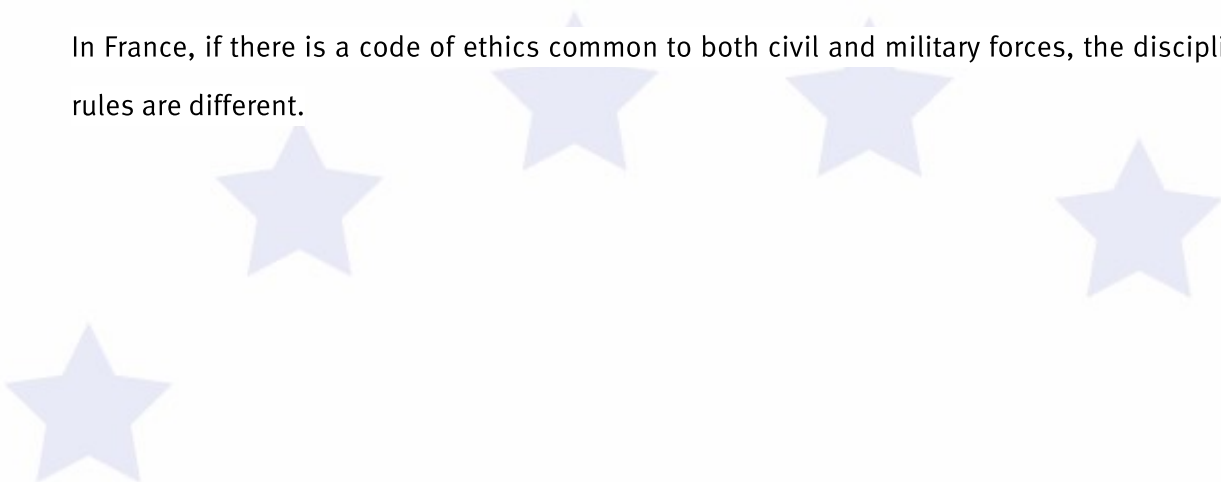 In France, if there is a code of ethics common to both civil and military forces, the
rules are different.